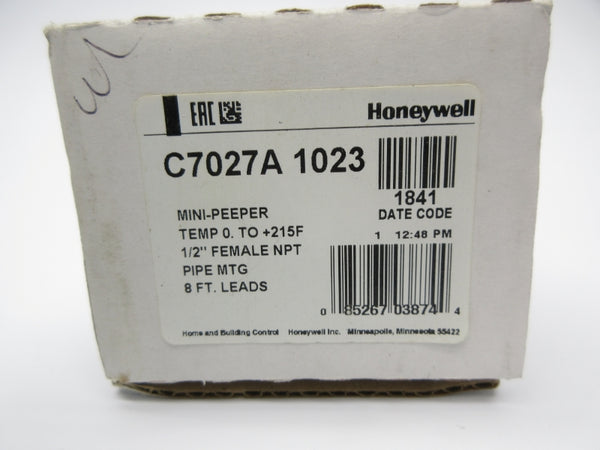 EAC
Honeywell
C7027A 1023
1841
DATE CODE
1 12:48 PM
MINI-PEEPER
TEMP 0. TO +215F
1/2" FEMALE NPT
PIPE MTG
8 FT. LEADS
0 85267 03874 4
Home and Building Control Honeywell Inc. Minneapolis, Minnesota 55422